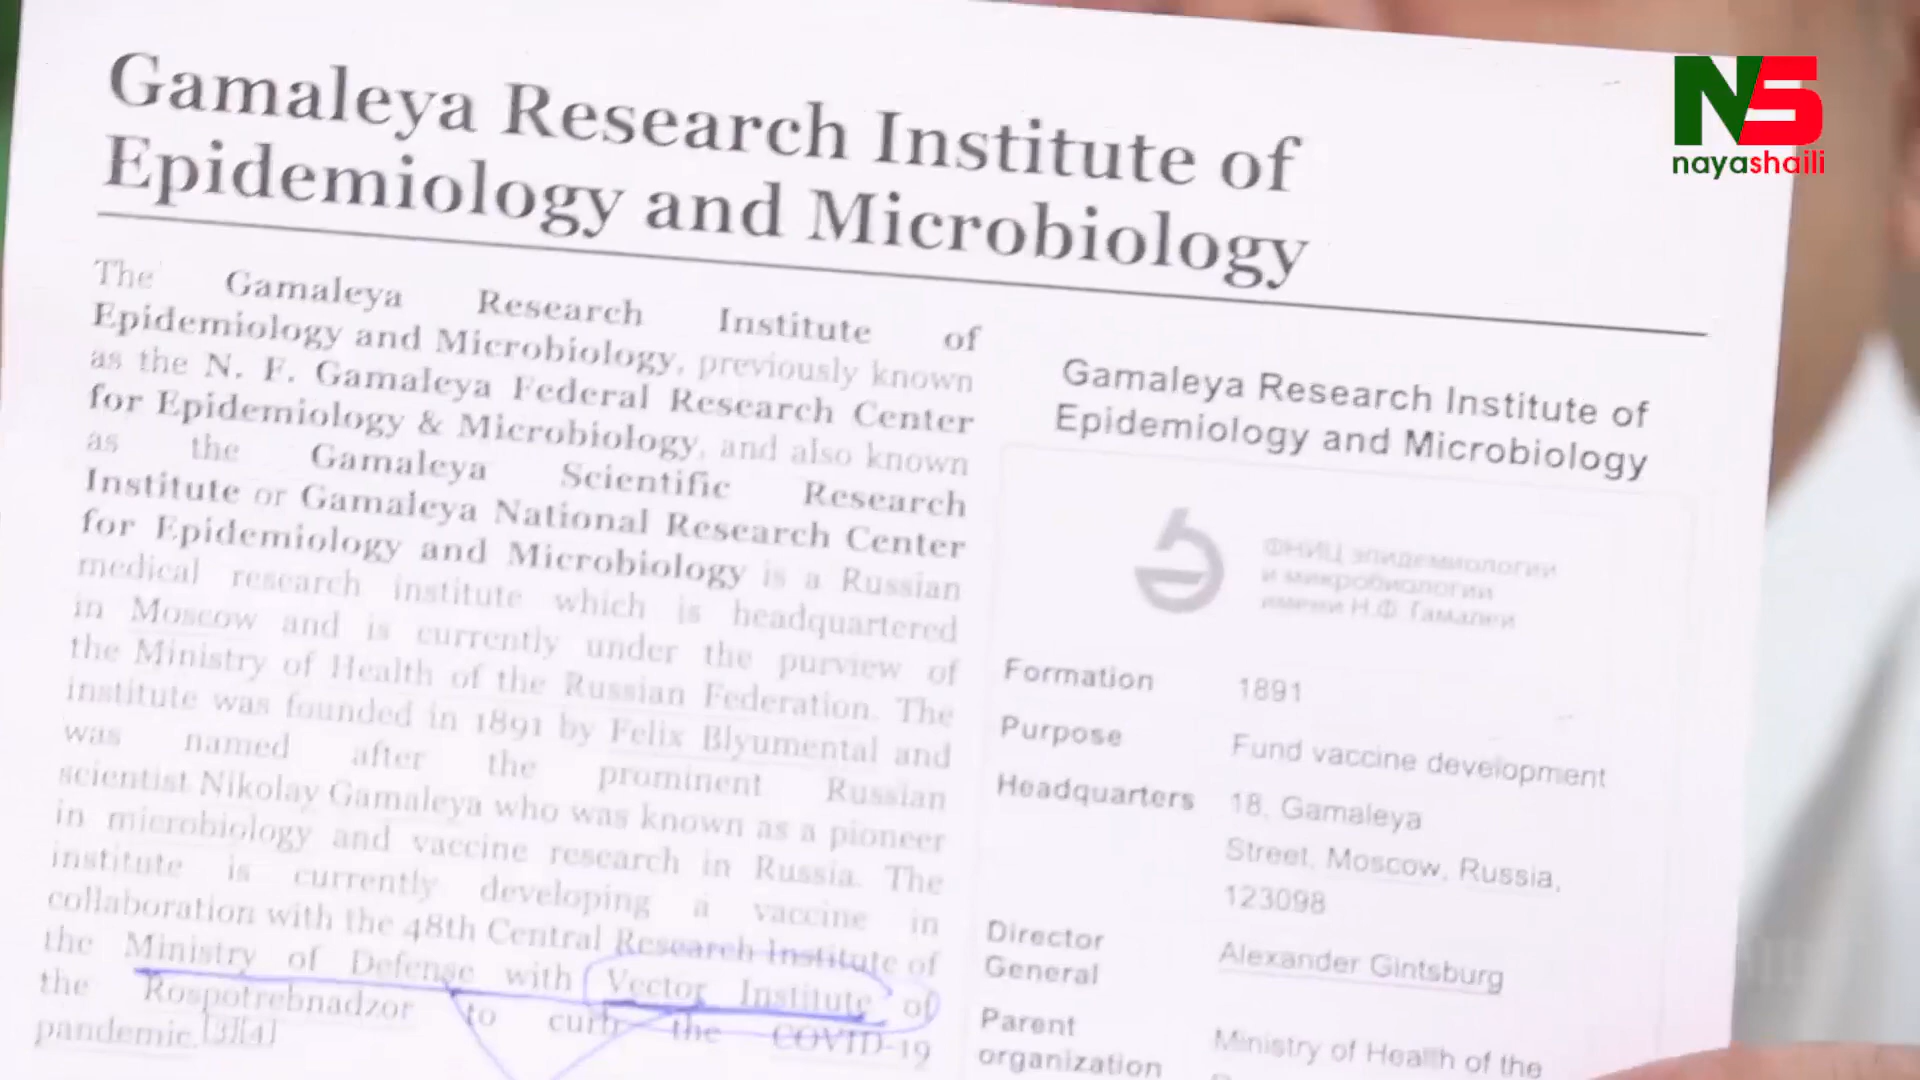 Gamaleya Research Institute of
Epidemiology and Microbiology
NS
nayashaili
The Gamaleya Research Institute of
Epidemiology and Microbiology, previously known
as the N. F. Gamaleya Federal Research Center
for Epidemiology & Microbiology, and also known
as the Gamaleya Scientific Research
Institute or Gamaleya National Research Center
for Epidemiology and Microbiology is a Russian
medical research institute which is headquartered
in Moscow and is currently under the purview of
the Ministry of Health of the Russian Federation. The
institute was founded in 1891 by Felix Blyumental and
was named after the prominent Russian
scientist Nikolay Gamaleya who was known as a pioneer
in microbiology and vaccine research in Russia. The
institute is currently developing a vaccine in
collaboration with the 48th Central Research Institute of
the Ministry of Defense with Vector Institute of
the Rospotrebnadzor to curb the COVID-19
pandemic.[3][4]
Gamaleya Research Institute of
Epidemiology and Microbiology
ФНИЦ эпидемиологии
и микробиологии
имени Н.Ф. Гамалеи
Formation 1891
Purpose Fund vaccine development
Headquarters 18, Gamaleya
Street, Moscow, Russia,
123098
Director
General Alexander Gintsburg
Parent
organization Ministry of Health of the